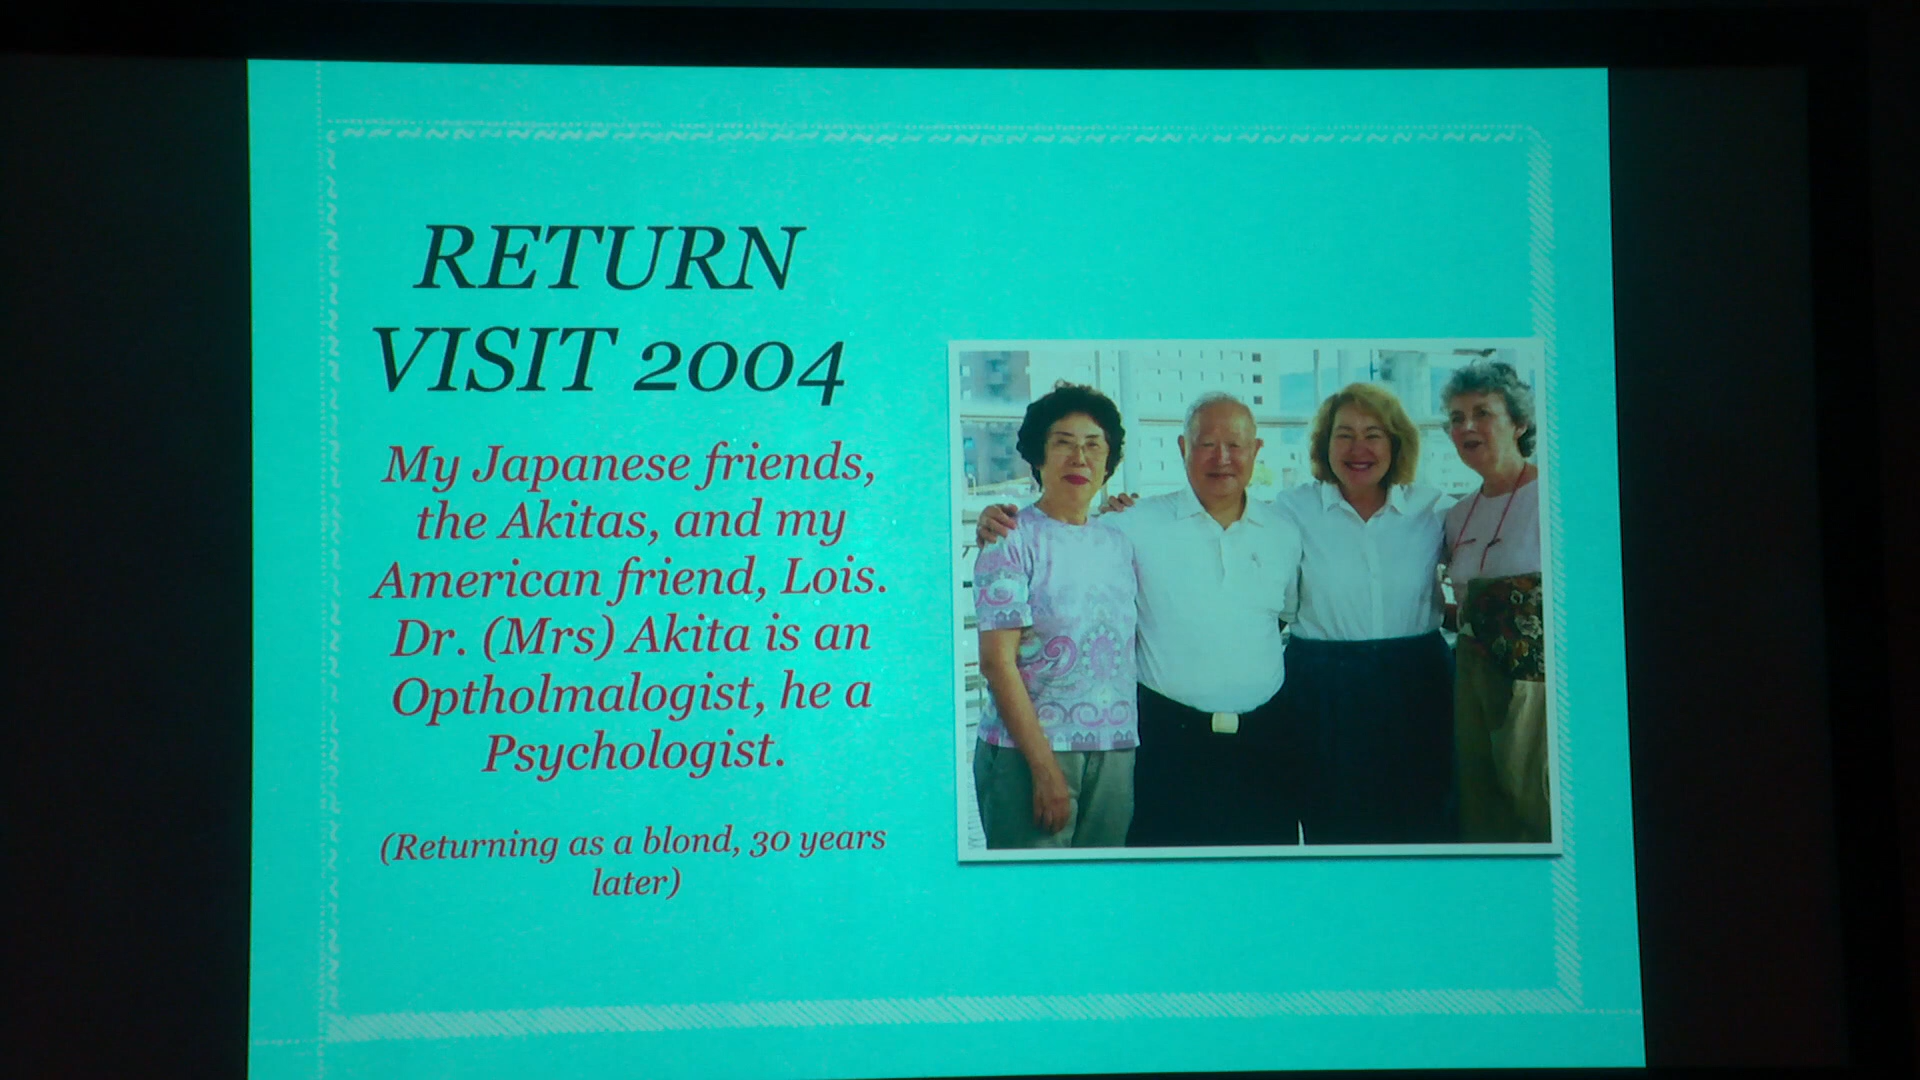 RETURN
VISIT 2004
My Japanese friends,
the Akitas, and my
American friend, Lois.
Dr. (Mrs) Akita is an
Optholmalogist, he a
Psychologist.
(Returning as a blond, 30 years
later)